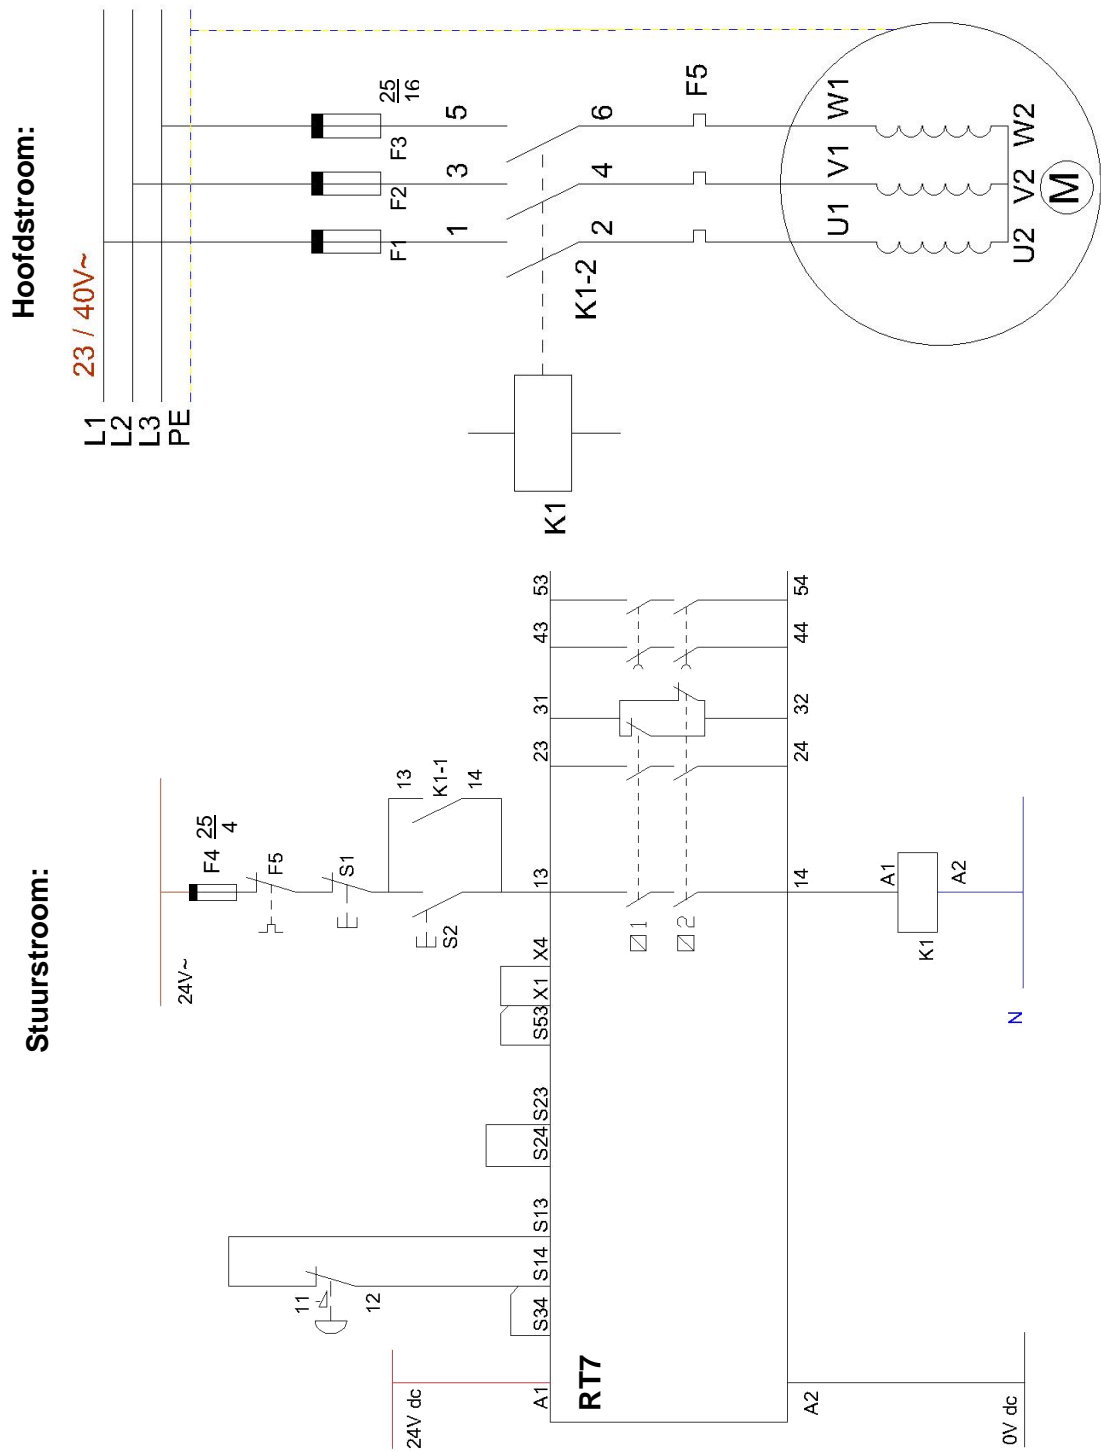 Hoofdstroom:
23 / 40V~
L1
L2
L3
PE
F1
F2
F3
25
16
1
3
5
2
4
6
K1-2
K1
F5
U1
V1
W1
U2
V2
W2
M
Stuurstroom:
24V~
F4
25
4
F5
S1
S2
13
K1-1
14
24V dc
A1
S34
S14
S13
11
12
S24
S23
S53
X1
X4
13
23
31
43
53
RT7
1
2
A2
14
24
32
44
54
0V dc
K1
A1
A2
N